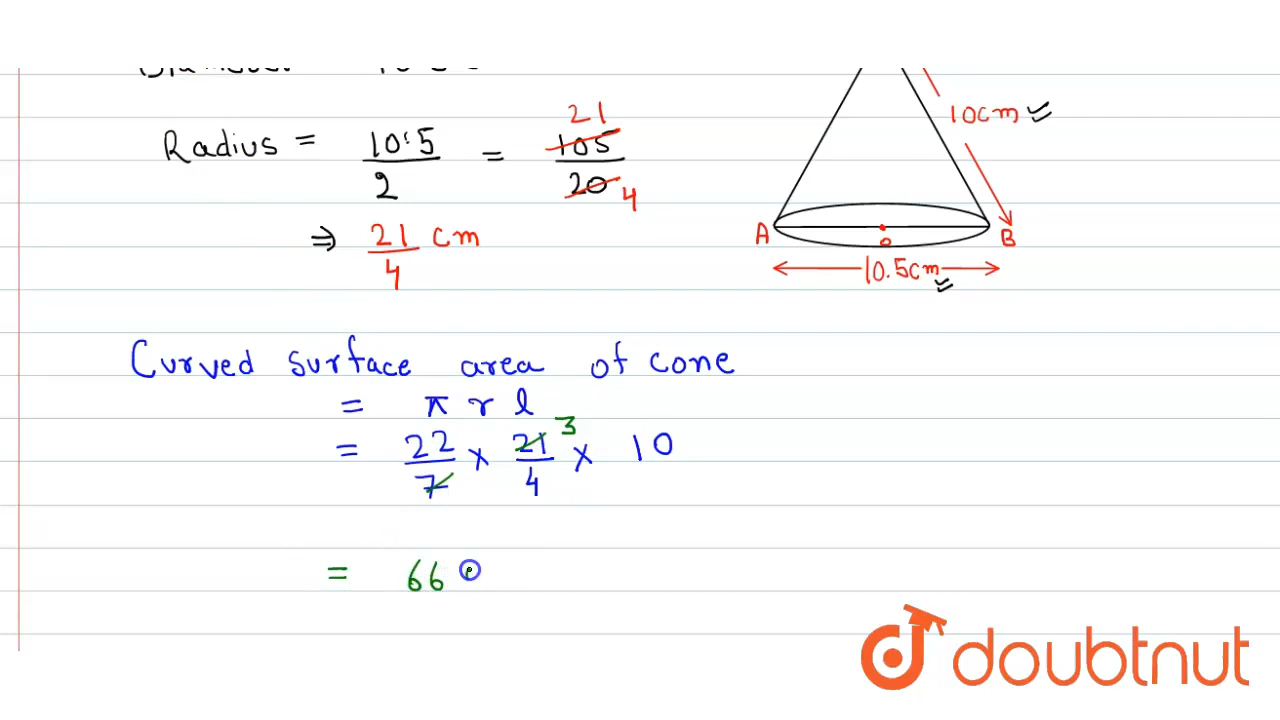 Radius = 10.5/2 = 105/20 21 4
⇒ 21/4 cm
10cm
A B
o
10.5cm
Curved surface area of cone
= π r l
= 22/7 × 21/4 × 10 3
= 66
doubtnut